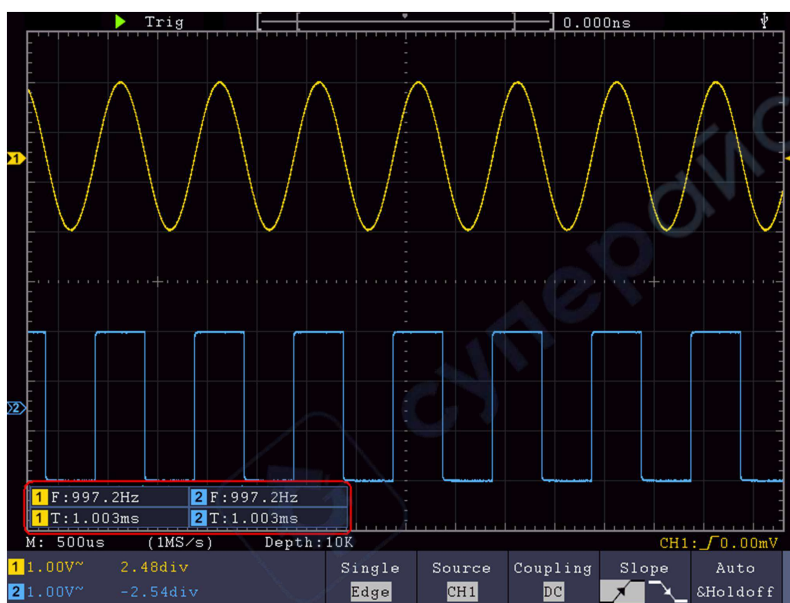 Trig 0.000ns
1
2
1 F:997.2Hz 2 F:997.2Hz
1 T:1.003ms 2 T:1.003ms
M: 500us (1MS/s) Depth:10K CH1: 0.00mV
1 1.00V~ 2.48div Single Source Coupling Slope Auto
2 1.00V~ -2.54div Edge CH1 DC &Holdoff
суперайс